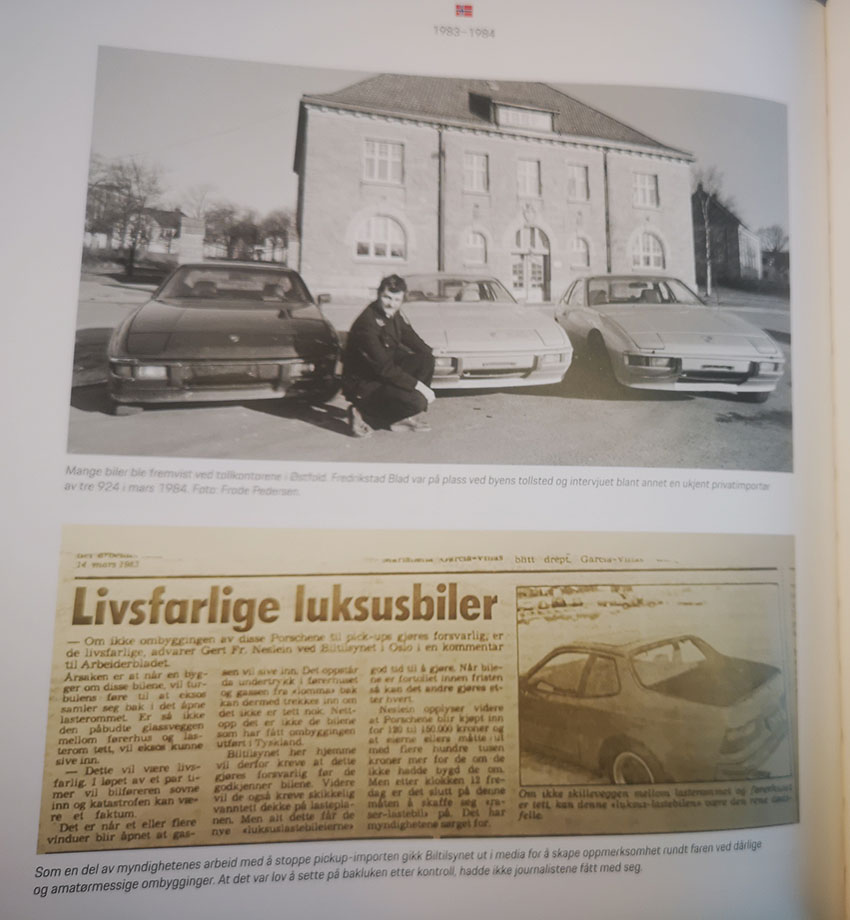 1983–1984
Mange biler ble fremvist ved tollkontorene i Østfold. Fredrikstad Blad var på plass ved byens tollsted og intervjuet blant annet en ukjent privatimportør
av tre 924 i mars 1984. Foto: Frode Pedersen.
14 mars 1983
blitt drept. Garcia-Villas
Livsfarlige luksusbiler
— Om ikke ombyggingen av disse Porschene til pick-ups gjøres forsvarlig, er
de livsfarlige, advarer Gert Fr. Neslein ved Biltilsynet i Oslo i en kommentar
til Arbeiderbladet.
Årsaken er at når en byg-
ger om disse bilene, vil tur-
bulens føre til at eksos
samler seg bak i det åpne
lasterommet. Er så ikke
den påbudte glassveggen
mellom førerhus og las-
terom tett, vil eksos kunne
sive inn.
— Dette vil være livs-
farlig. I løpet av et par ti-
mer vil bilføreren sovne
inn og katastrofen kan væ-
re et faktum.
Det er når et eller flere
vinduer blir åpnet at gas-
sen vil sive inn. Det oppstår
da undertrykk i førerhuset
og gassen fra «lomma» bak
kan dermed trekkes inn om
det ikke er tett nok. Nett-
opp det er ikke de bilene
som har fått ombyggingen
utført i Tyskland.
Biltilsynet her hjemme
vil derfor kreve at dette
gjøres forsvarlig før de
godkjenner bilene. Videre
vil de også kreve skikkelig
vanntett dekke på lastepla-
nen. Men alt dette får de
nye «luksuslastebileierne»
god tid til å gjøre. Når bile-
ne er fortollet innen fristen
så kan det andre gjøres et-
ter hvert.
Neslein opplyser videre
at Porschene blir kjøpt inn
for 120 til 150.000 kroner og
at eierne ellers måtte ut
med flere hundre tusen
kroner mer for de om de
ikke hadde bygd de om.
Men etter klokken 12 fre-
dag er det slutt på denne
måten å skaffe seg «ra-
ser-lastebil» på. Det har
myndighetene sørget for.
Om ikke skilleveggen mellom lasterommet og førerhuset
er tett, kan denne «luksus-lastebilen» være den rene døds-
felle.
Som en del av myndighetenes arbeid med å stoppe pickup-importen gikk Biltilsynet ut i media for å skape oppmerksomhet rundt faren ved dårlige
og amatørmessige ombygginger. At det var lov å sette på bakluken etter kontroll, hadde ikke journalistene fått med seg.